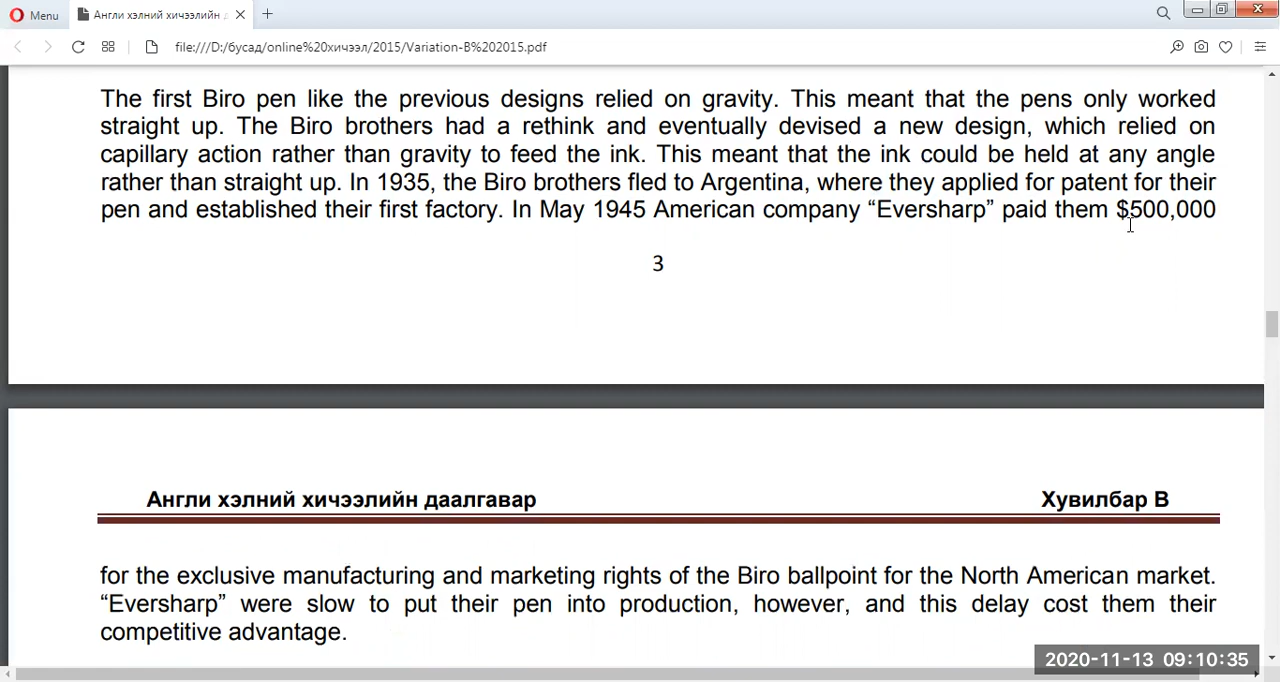 Menu
Англи хэлний хичээлийн
file:///D:/бусад/online%20хичээл/2015/Variation-B%202015.pdf
The first Biro pen like the previous designs relied on gravity. This meant that the pens only worked
straight up. The Biro brothers had a rethink and eventually devised a new design, which relied on
capillary action rather than gravity to feed the ink. This meant that the ink could be held at any angle
rather than straight up. In 1935, the Biro brothers fled to Argentina, where they applied for patent for their
pen and established their first factory. In May 1945 American company “Eversharp” paid them $500,000
3
Англи хэлний хичээлийн даалгавар Хувилбар В
for the exclusive manufacturing and marketing rights of the Biro ballpoint for the North American market.
“Eversharp” were slow to put their pen into production, however, and this delay cost them their
competitive advantage.
2020-11-13 09:10:35